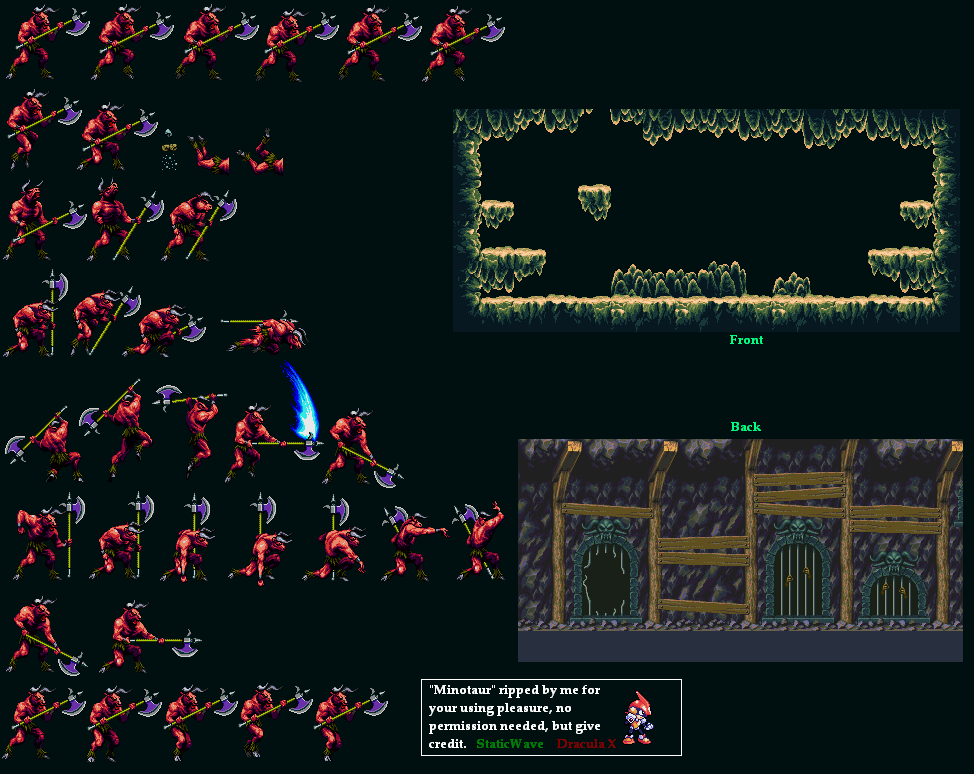 Front
Back
"Minotaur" ripped by me for
your using pleasure, no
permission needed, but give
credit. StaticWave Dracula X